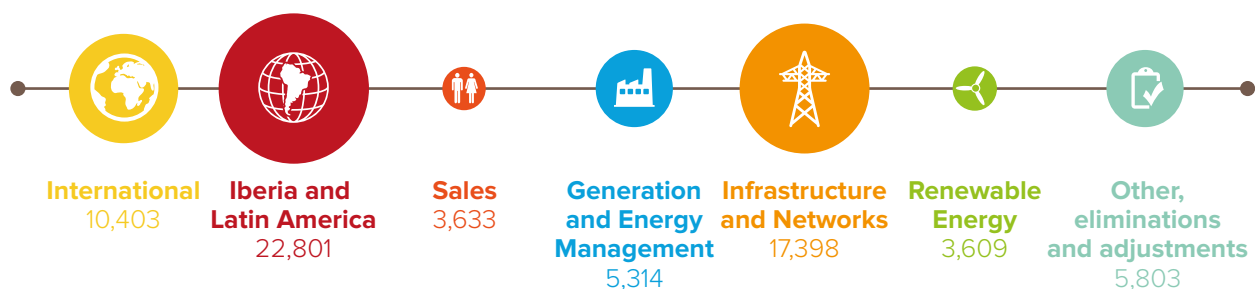 International
10,403
Iberia and
Latin America
22,801
Sales
3,633
Generation
and Energy
Management
5,314
Infrastructure
and Networks
17,398
Renewable
Energy
3,609
Other,
eliminations
and adjustments
5,803